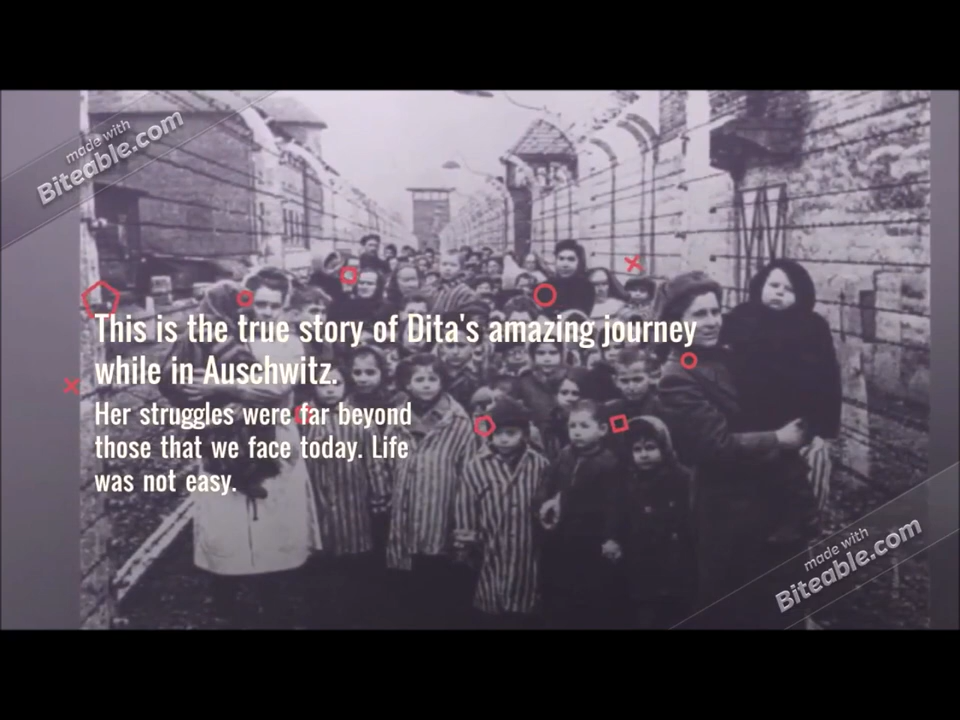 made with
Biteable.com
This is the true story of Dita's amazing journey
while in Auschwitz.
Her struggles were far beyond
those that we face today. Life
was not easy.
made with
Biteable.com